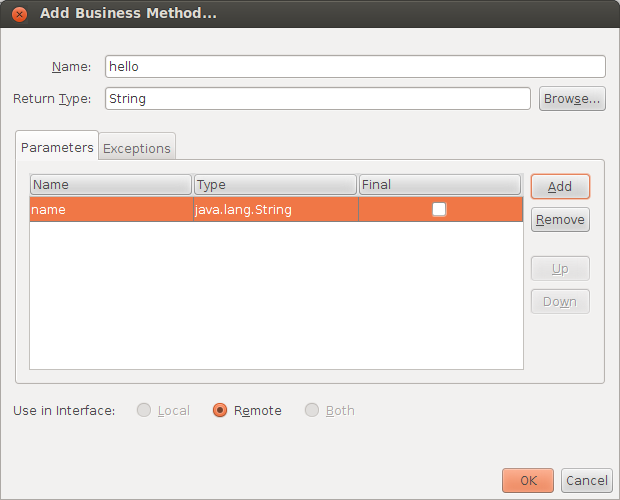 Add Business Method...
Name: hello
Return Type: String Browse...
Parameters Exceptions
Name Type Final Add
name java.lang.String
Remove
Up
Down
Use in Interface: Local Remote Both
OK Cancel